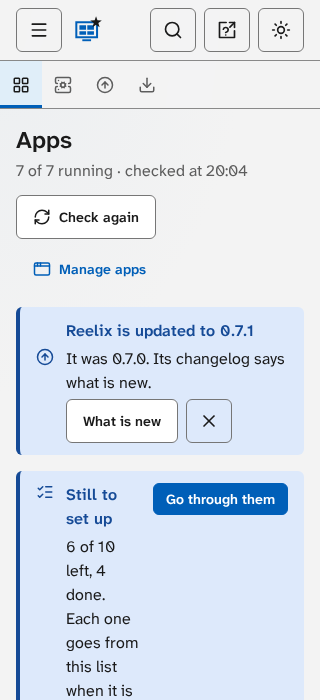 Apps
7 of 7 running · checked at 20:04
Check again
Manage apps
Reelix is updated to 0.7.1
It was 0.7.0. Its changelog says
what is new.
What is new
Still to
set up
Go through them
6 of 10
left, 4
done.
Each one
goes from
this list
when it is